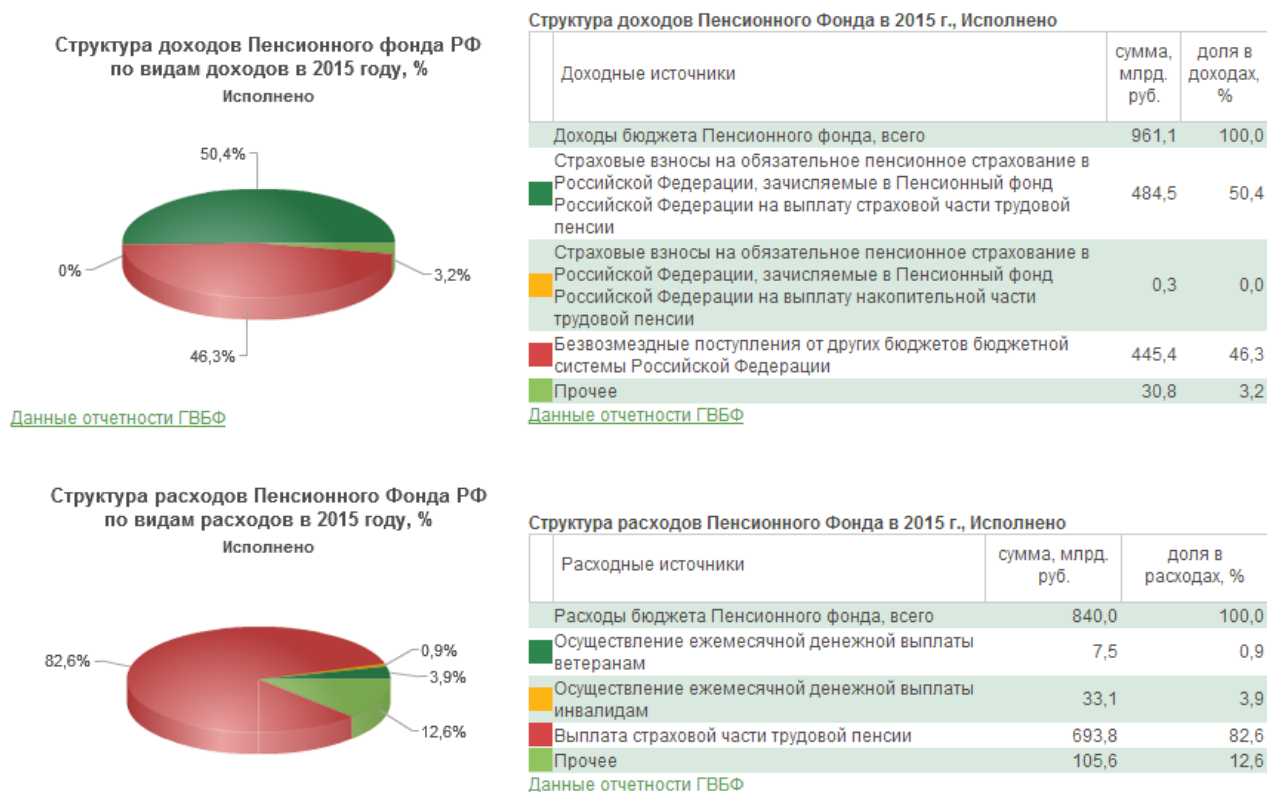 Структура доходов Пенсионного фонда РФ
по видам доходов в 2015 году, %
Исполнено
50,4%
0%
3,2%
46,3%
Данные отчетности ГВБФ
Структура доходов Пенсионного Фонда в 2015 г., Исполнено
Доходные источники
сумма,
млрд.
руб.
доля в
доходах,
%
Доходы бюджета Пенсионного фонда, всего 961,1 100,0
Страховые взносы на обязательное пенсионное страхование в
Российской Федерации, зачисляемые в Пенсионный фонд
Российской Федерации на выплату страховой части трудовой
пенсии
484,5 50,4
Страховые взносы на обязательное пенсионное страхование в
Российской Федерации, зачисляемые в Пенсионный фонд
Российской Федерации на выплату накопительной части
трудовой пенсии
0,3 0,0
Безвозмездные поступления от других бюджетов бюджетной
системы Российской Федерации
445,4 46,3
Прочее 30,8 3,2
Данные отчетности ГВБФ
Структура расходов Пенсионного Фонда РФ
по видам расходов в 2015 году, %
Исполнено
82,6%
0,9%
3,9%
12,6%
Структура расходов Пенсионного Фонда в 2015 г., Исполнено
Расходные источники
сумма, млрд.
руб.
доля в
расходах, %
Расходы бюджета Пенсионного фонда, всего 840,0 100,0
Осуществление ежемесячной денежной выплаты
ветеранам
7,5 0,9
Осуществление ежемесячной денежной выплаты
инвалидам
33,1 3,9
Выплата страховой части трудовой пенсии 693,8 82,6
Прочее 105,6 12,6
Данные отчетности ГВБФ